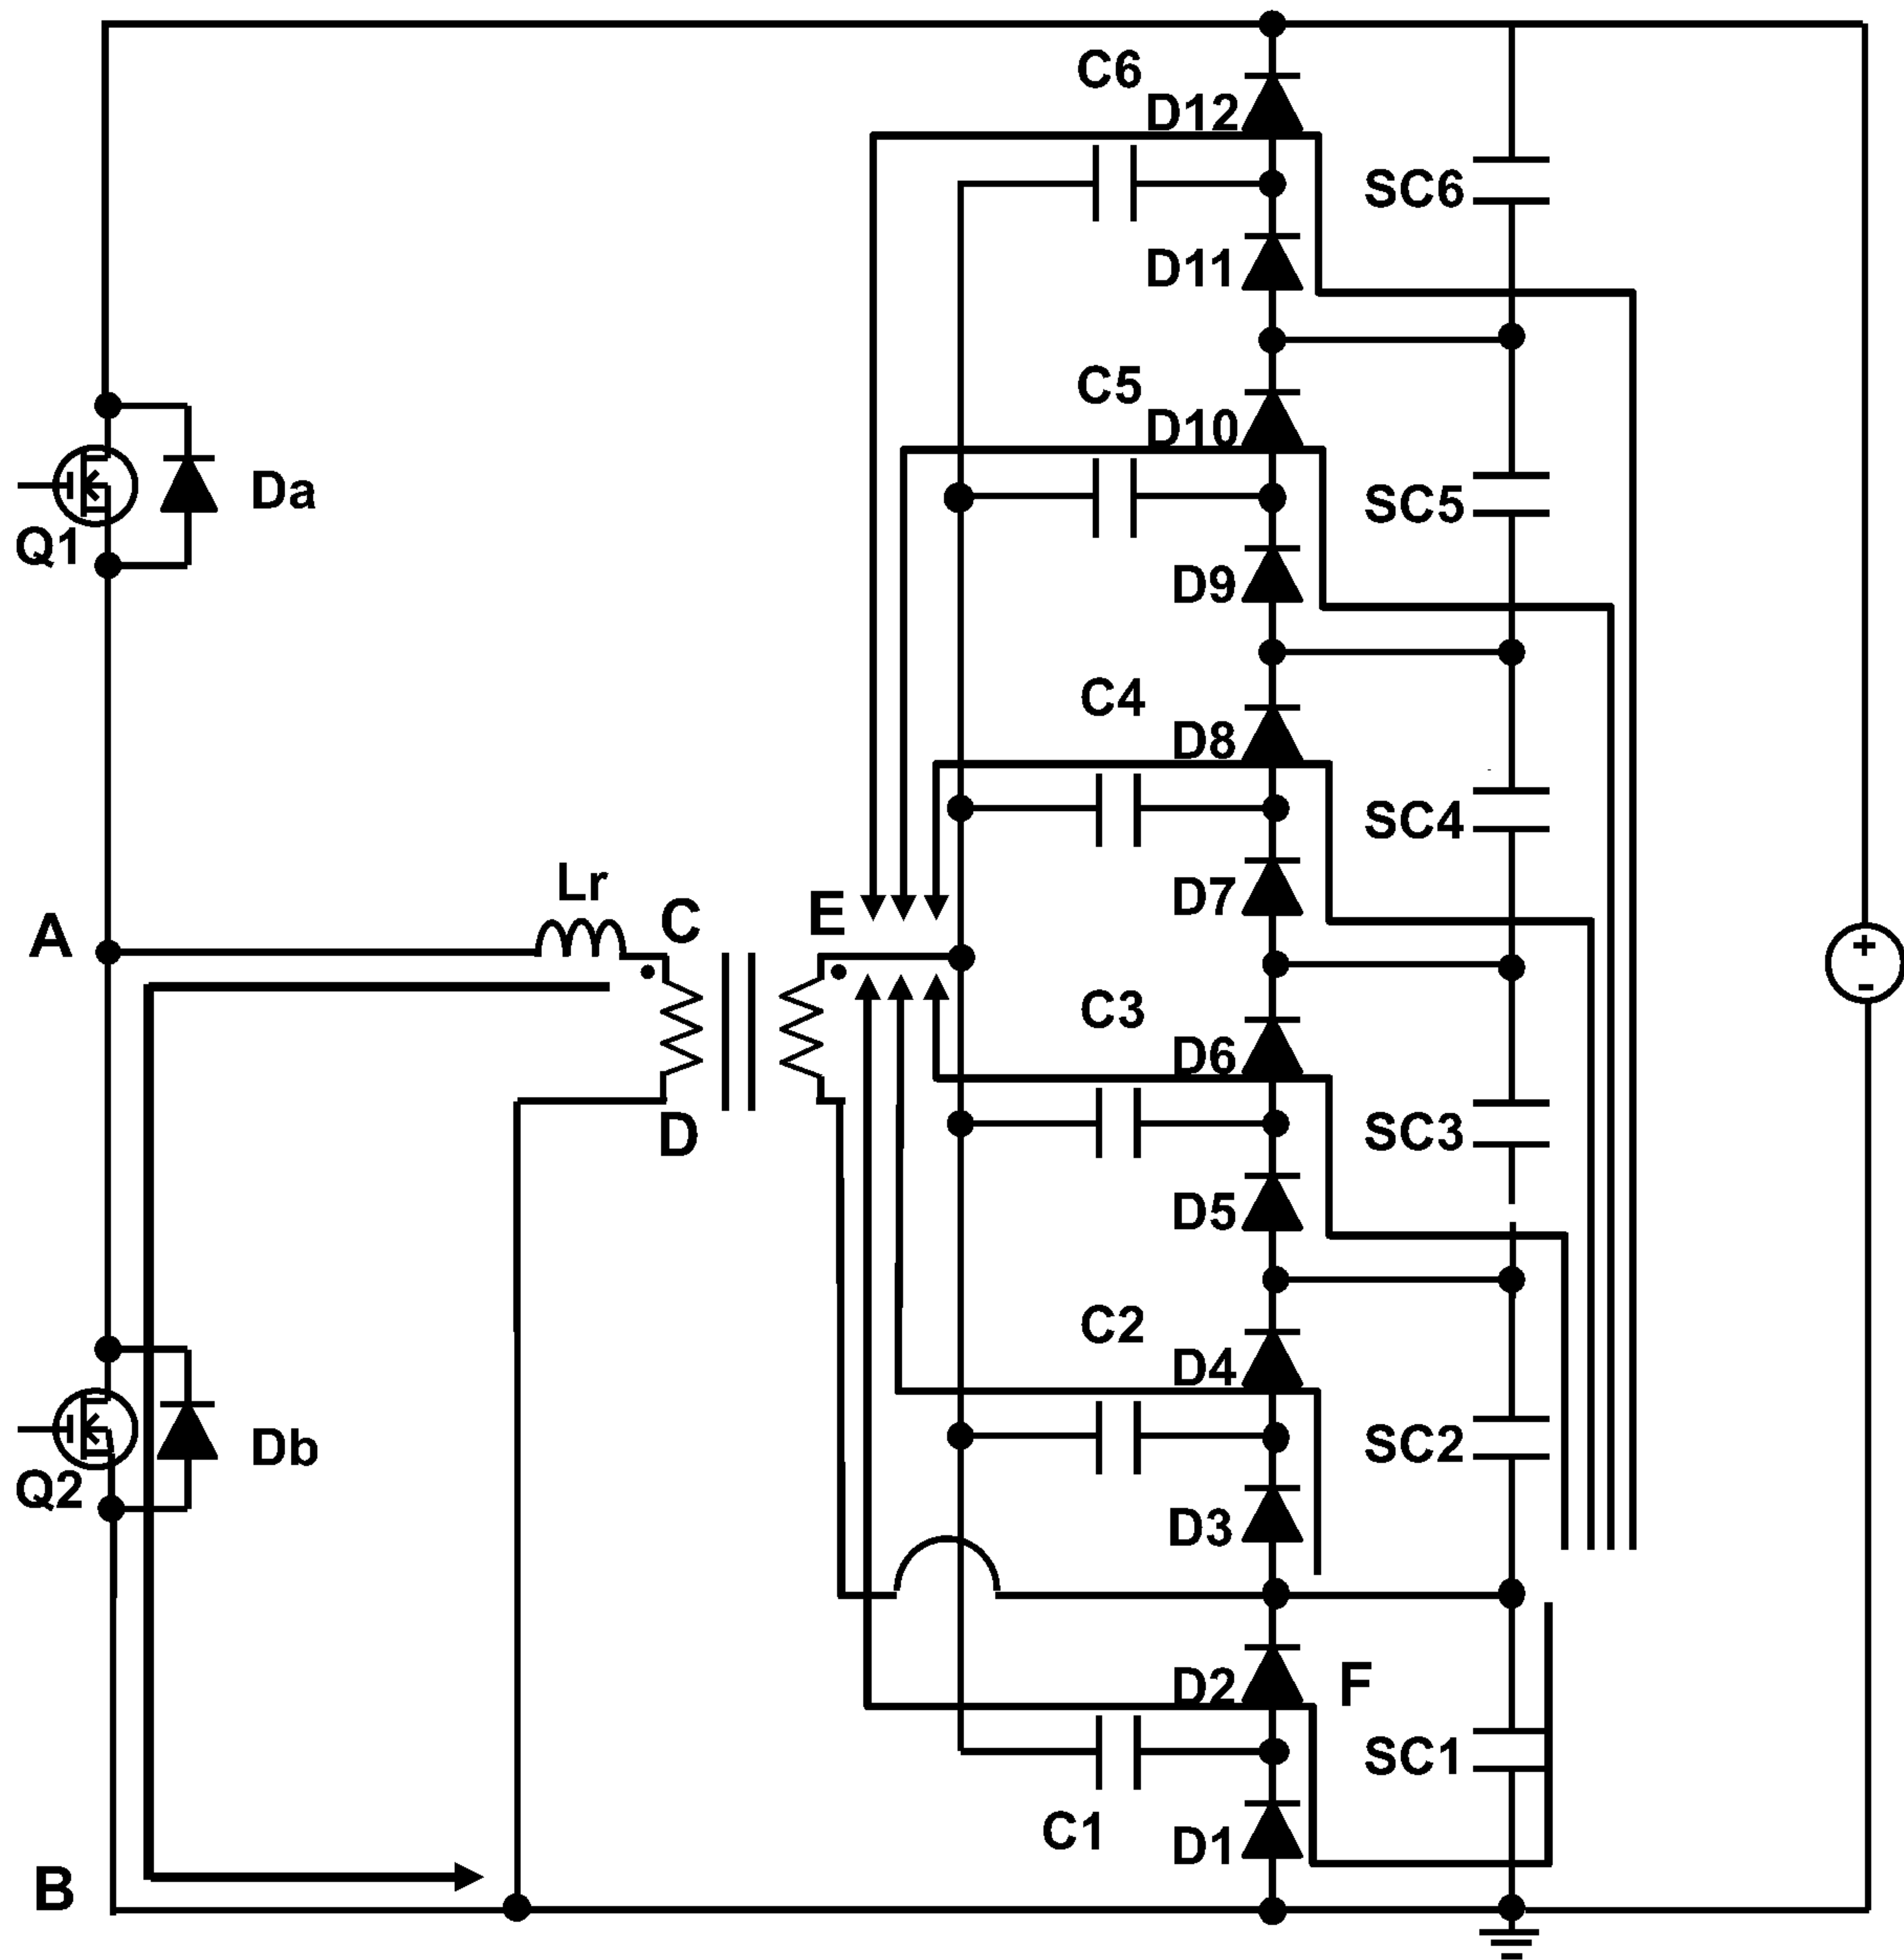 C6
D12
SC6
D11
C5
D10
Da
SC5
Q1
D9
C4
D8
SC4
Lr
D7
C
E
A
+
-
C3
D6
SC3
D
D5
C2
D4
SC2
Db
Q2
D3
D2
F
SC1
C1
D1
B